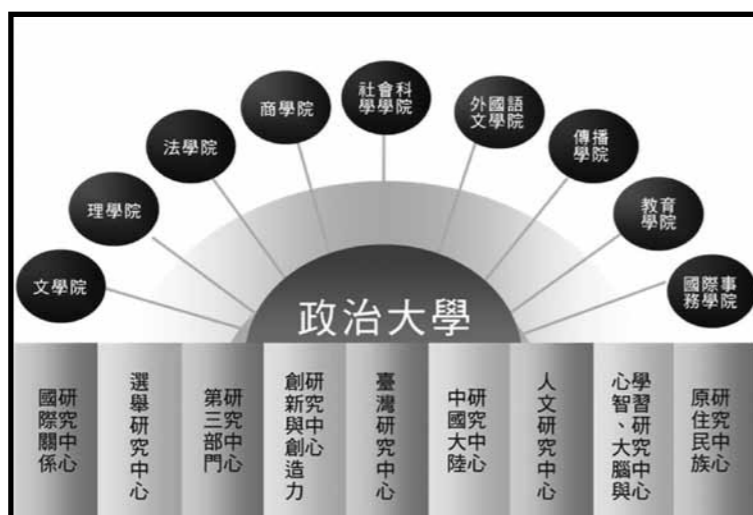 文學院
理學院
法學院
商學院
社會科
學學院
外國語
文學院
傳播
學院
教育
學院
國際事
務學院
政治大學
國際關係
研究中心
選舉研究中心
第三部門
研究中心
創新與創造力
研究中心
臺灣研究中心
中國大陸
研究中心
人文研究中心
心智、大腦與
學習研究中心
原住民族
研究中心